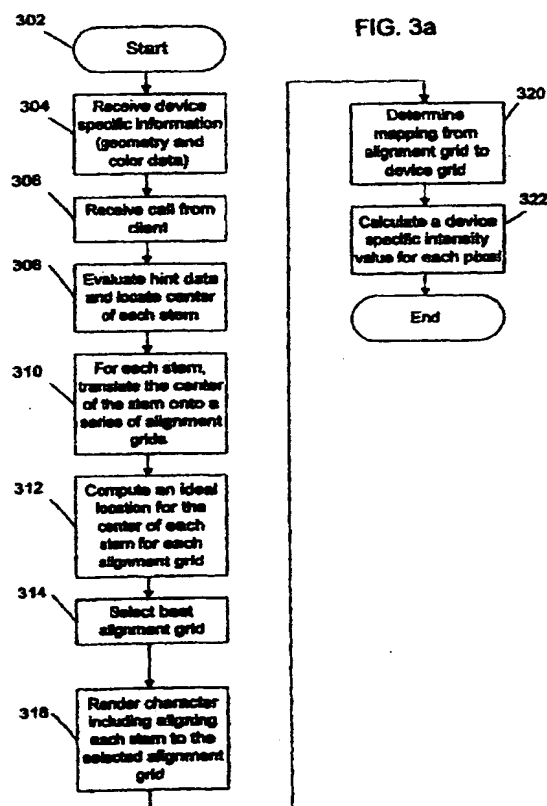 FIG. 3a
302
Start
304
Receive device
specific information
(geometry and
color data)
306
Receive call from
client
308
Evaluate hint data
and locate center
of each stem
310
For each stem,
translate the center
of the stem onto a
series of alignment
grids.
312
Compute an ideal
location for the
center of each
stem for each
alignment grid
314
Select best
alignment grid
318
Render character
including aligning
each stem to the
selected alignment
grid
320
Determine
mapping from
alignment grid to
device grid
322
Calculate a device
specific intensity
value for each pixel
End